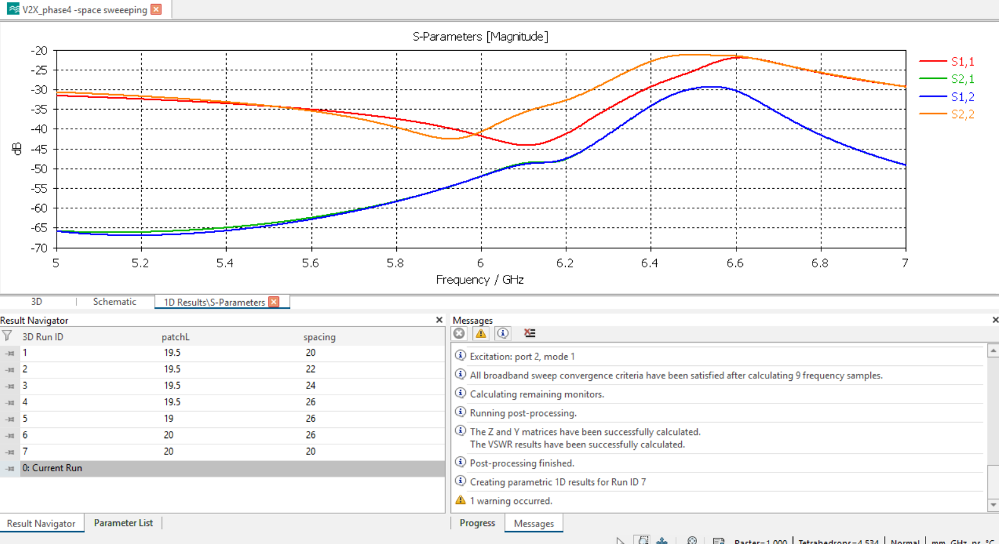 V2X_phase4 -space sweeeping
S-Parameters [Magnitude]
-20
-25
-30
-35
-40
-45
-50
-55
-60
-65
-70
dB
5 5.2 5.4 5.6 5.8 6 6.2 6.4 6.6 6.8 7
Frequency / GHz
S1,1
S2,1
S1,2
S2,2
3D Schematic 1D Results\S-Parameters
Result Navigator
3D Run ID patchL spacing
1 19.5 20
2 19.5 22
3 19.5 24
4 19.5 26
5 19 26
6 20 26
7 20 20
0: Current Run
Result Navigator Parameter List
Messages
Excitation: port 2, mode 1
All broadband sweep convergence criteria have been satisfied after calculating 9 frequency samples.
Calculating remaining monitors.
Running post-processing.
The Z and Y matrices have been successfully calculated.
The VSWR results have been successfully calculated.
Post-processing finished.
Creating parametric 1D results for Run ID 7
1 warning occurred.
Progress Messages
Raster=1.000 Tetrahedrons=4,534 Normal mm GHz ns °C